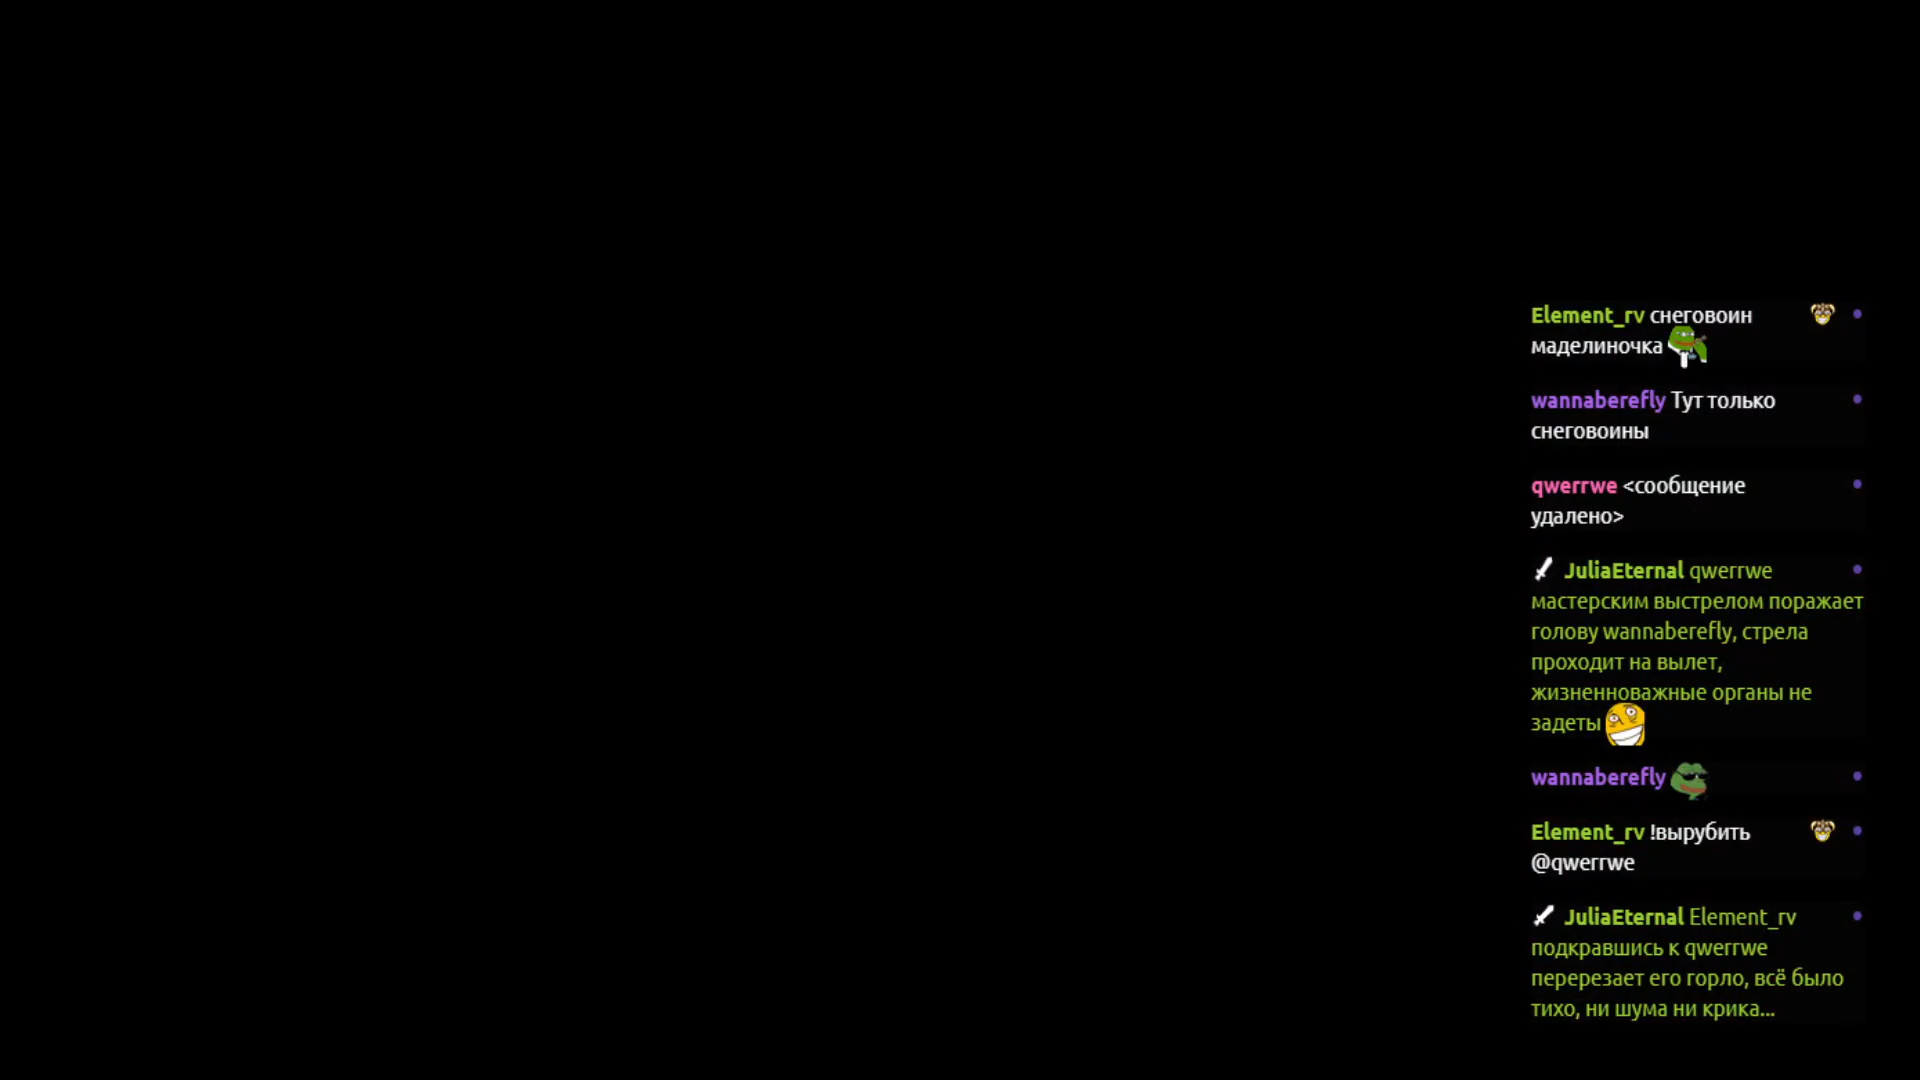 Element_rv снеговоин
маделиночка
wannaberefly Тут только
снеговоины
qwerrwe <сообщение
удалено>
JuliaEternal qwerrwe
мастерским выстрелом поражает
голову wannaberefly, стрела
проходит на вылет,
жизненноважные органы не
задеты
wannaberefly
Element_rv !вырубить
@qwerrwe
JuliaEternal Element_rv
подкравшись к qwerrwe
перерезает его горло, всё было
тихо, ни шума ни крика...